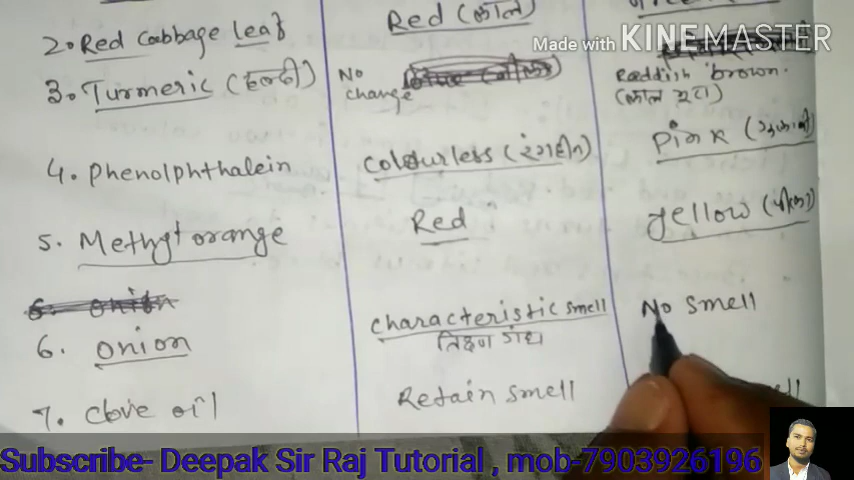 Red (लाल)
Made with KINEMASTER
2. Red cabbage leaf
3. Turmeric (हल्दी)
No change
Reddish brown.
(लाल भूरा)
4. Phenolphthalein
Colourless (रंगहीन)
Pink (गुलाबी)
5. Methyl orange
Red
yellow (पीला)
6. onion
6. onion
characteristic smell
तिक्षण गंध
No smell
7. Clove oil
Retain smell
Subscribe- Deepak Sir Raj Tutorial , mob-7903926196